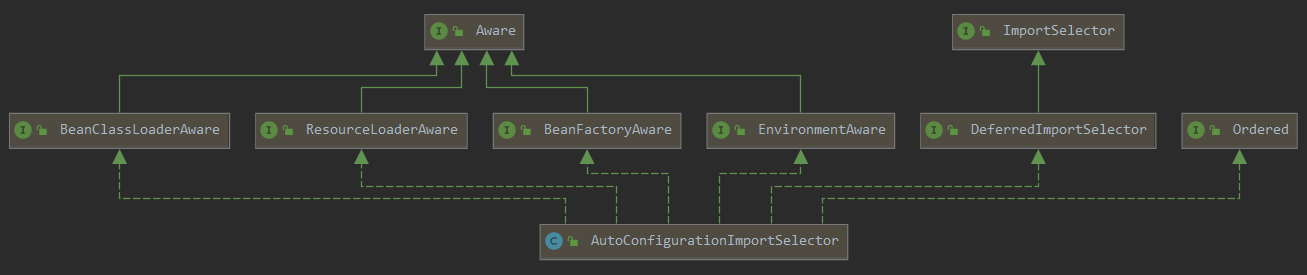 I Aware
I ImportSelector
I BeanClassLoaderAware
I ResourceLoaderAware
I BeanFactoryAware
I EnvironmentAware
I DeferredImportSelector
I Ordered
C AutoConfigurationImportSelector